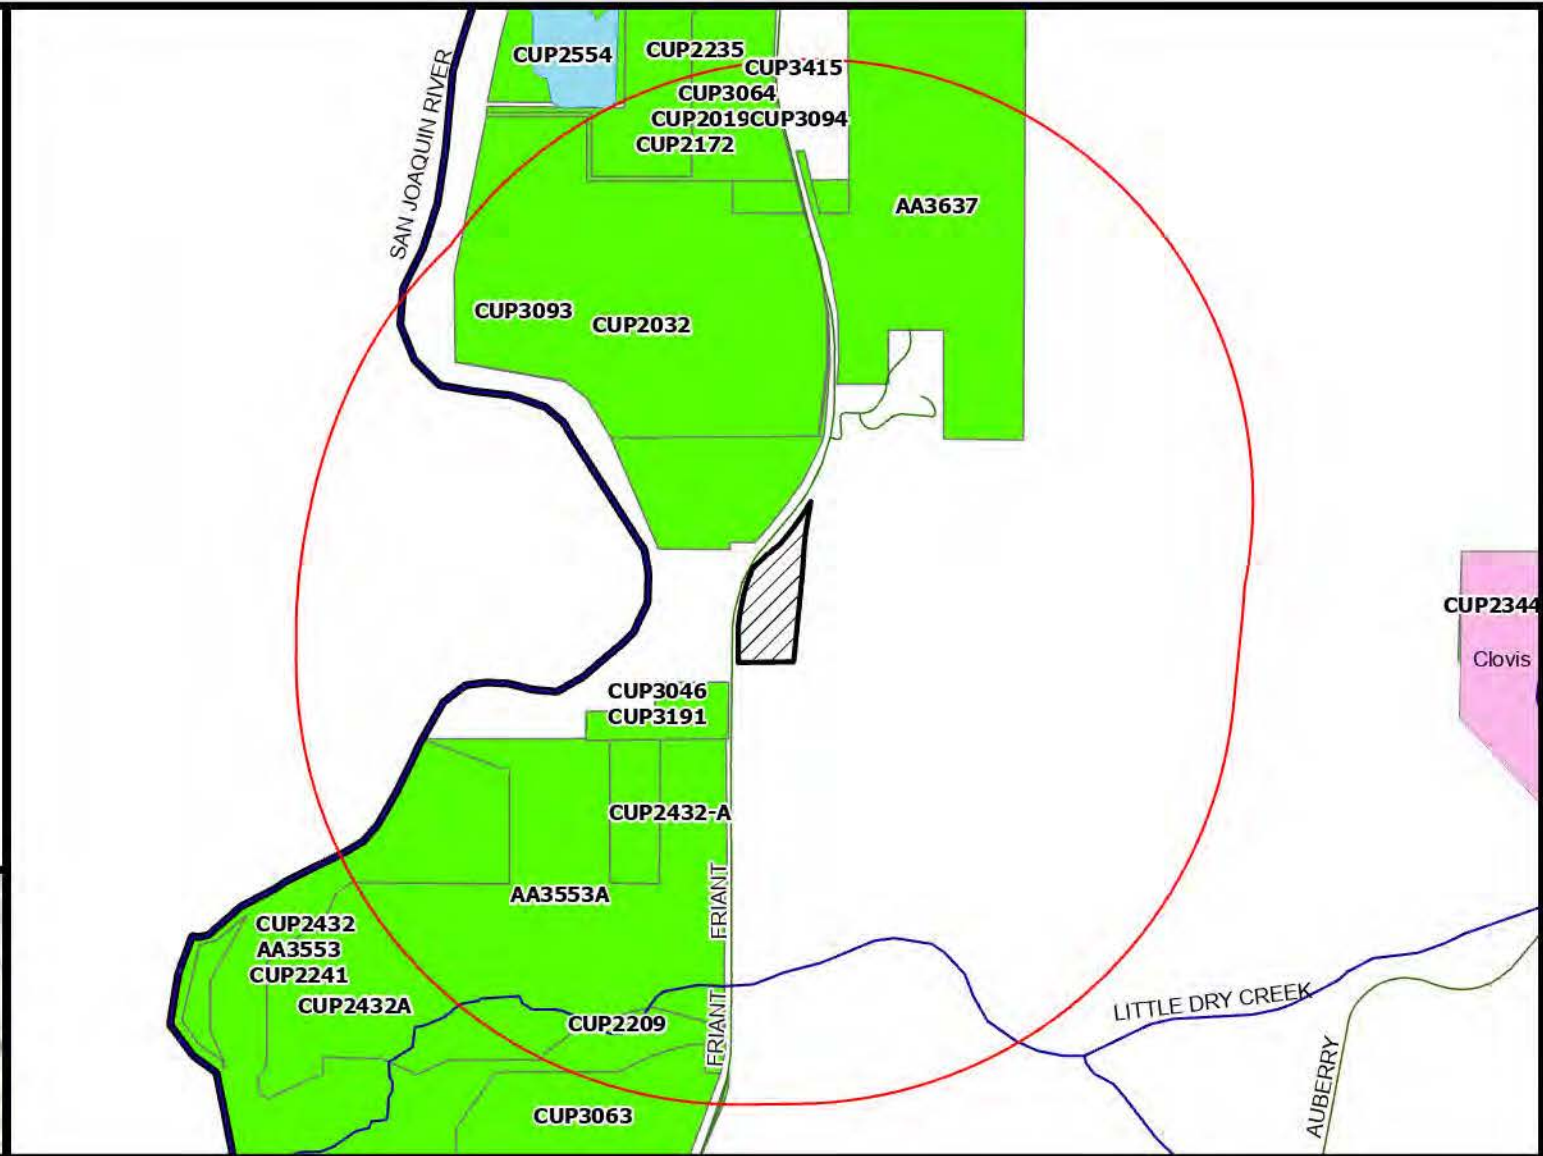 CUP2554
CUP2235
CUP3415
CUP3064
CUP2019CUP3094
CUP2172
SAN JOAQUIN RIVER
AA3637
CUP3093
CUP2032
CUP2344
Clovis
CUP3046
CUP3191
CUP2432-A
AA3553A
FRIANT
CUP2432
AA3553
CUP2241
CUP2432A
FRIANT
CUP2209
LITTLE DRY CREEK
AUBERRY
CUP3063